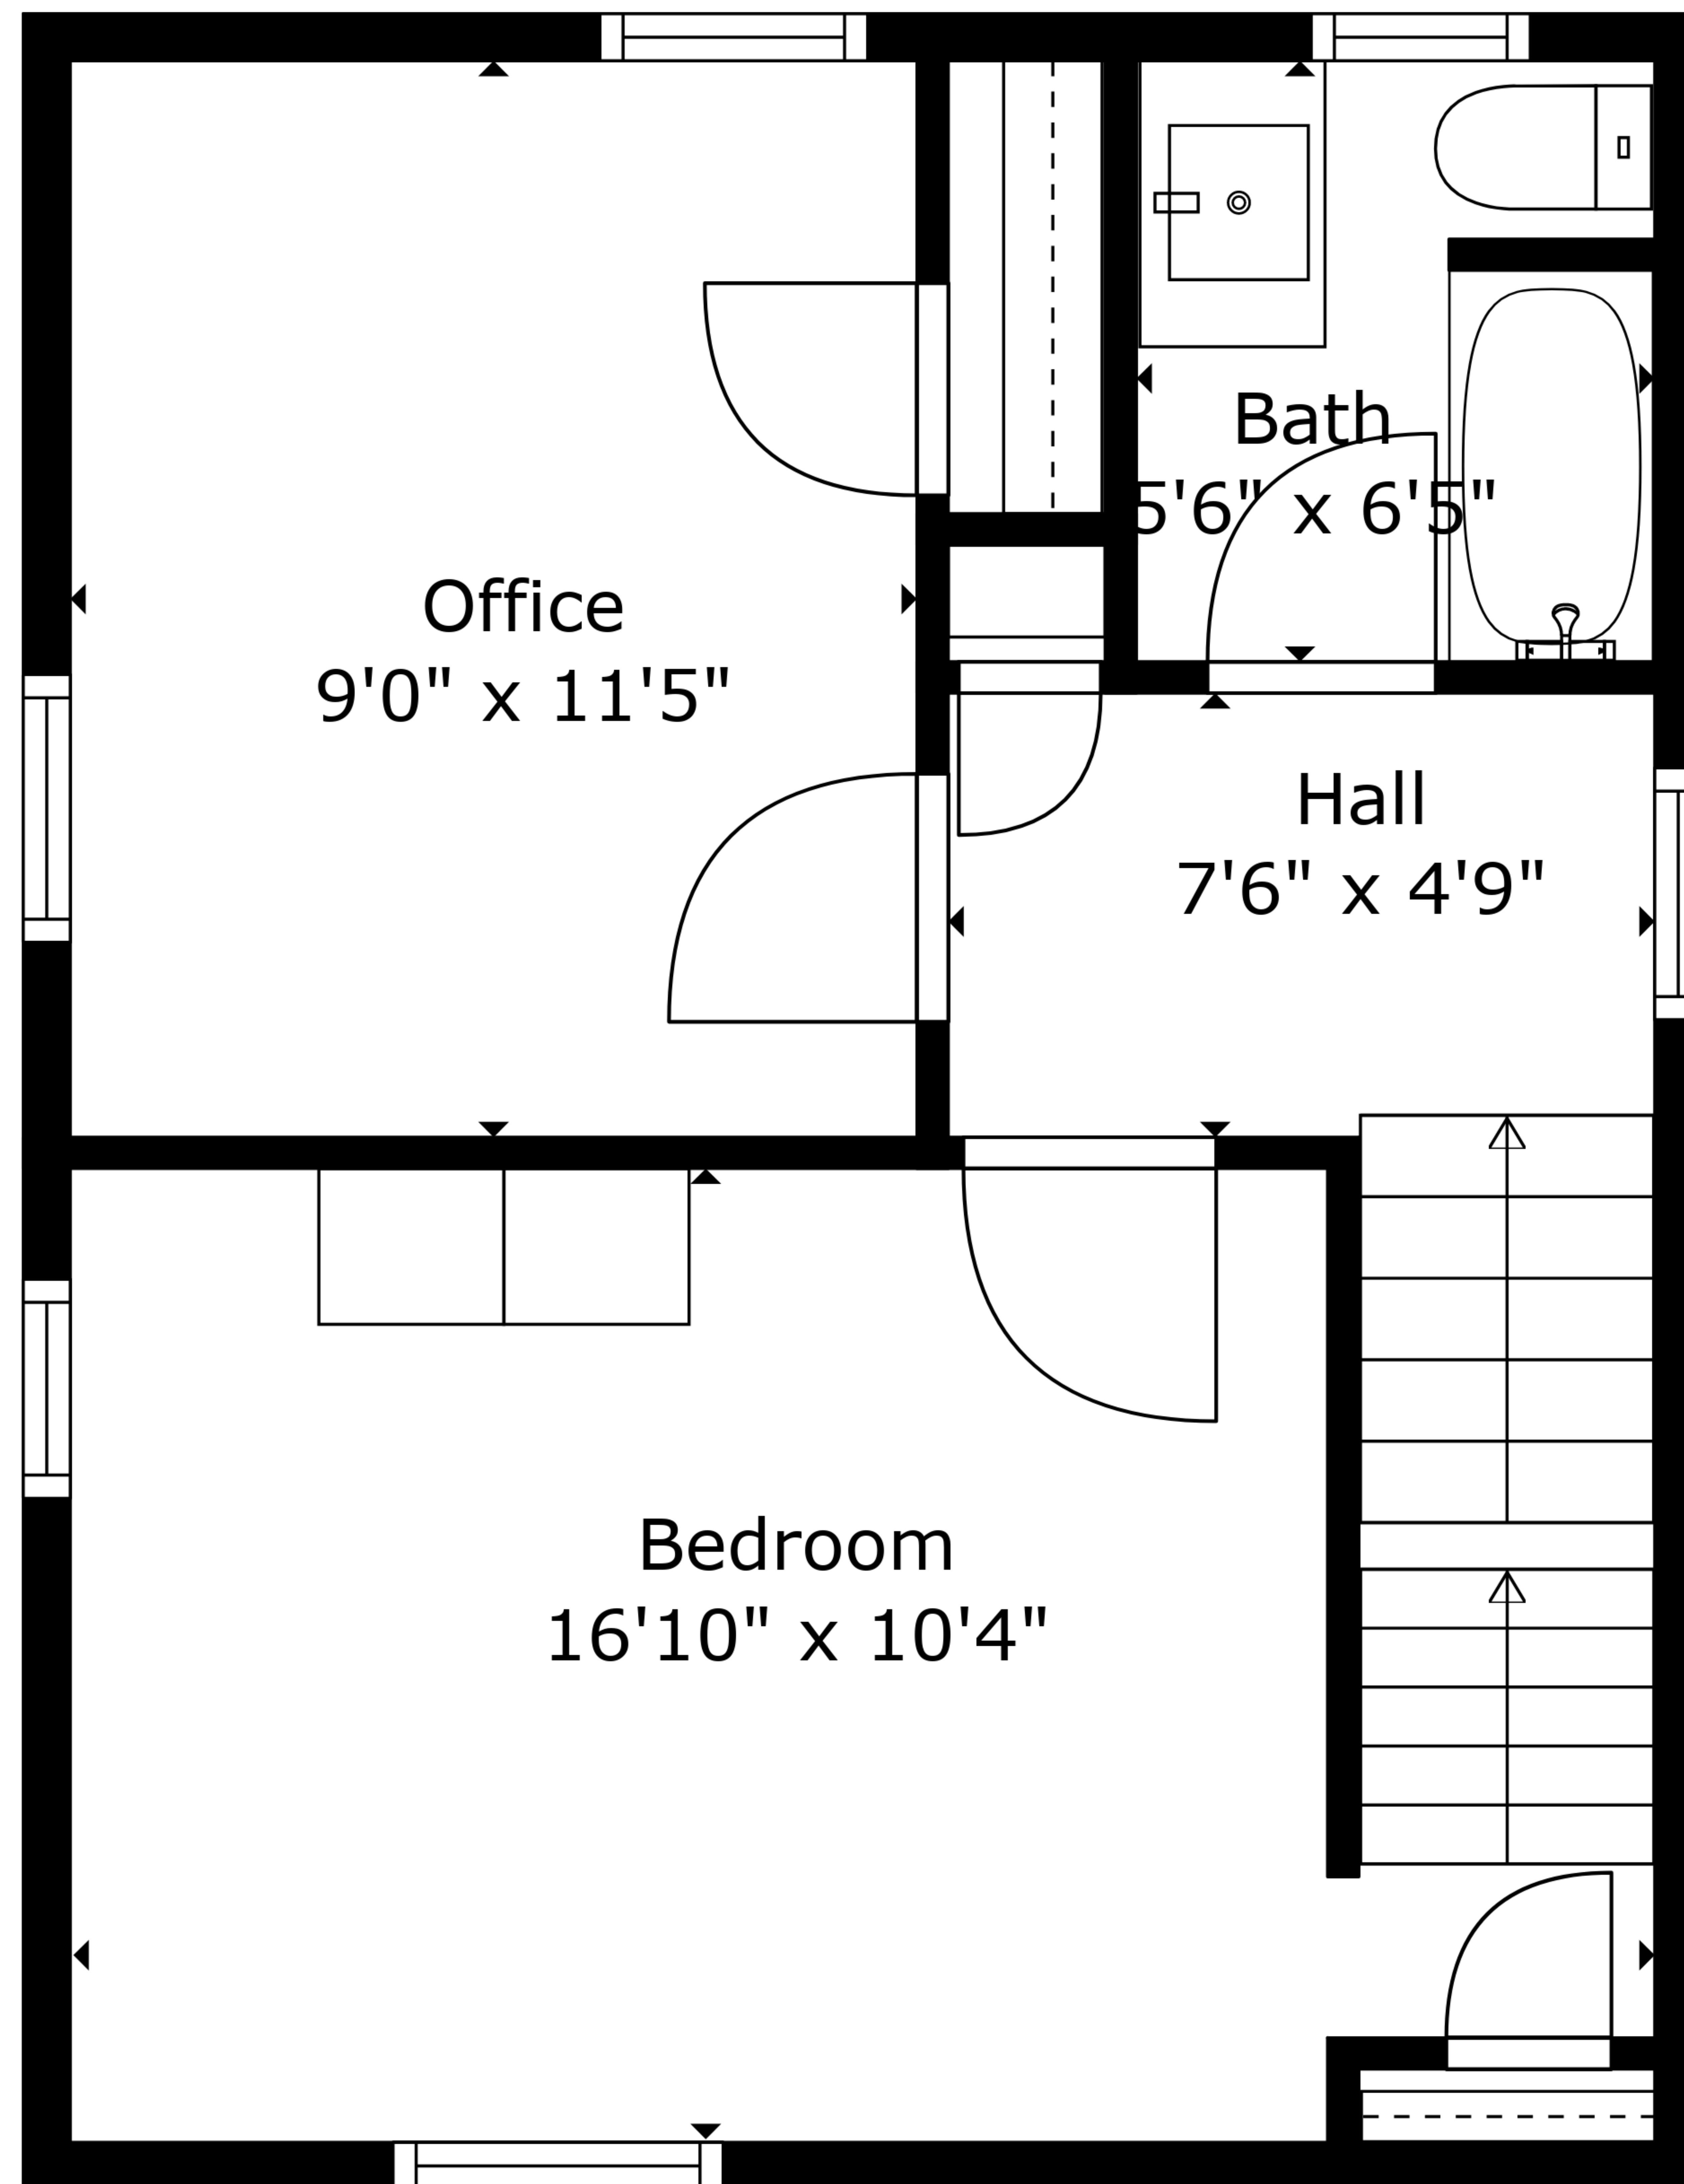 Bath
5'6" x 6'5"
Office
9'0" x 11'5"
Hall
7'6" x 4'9"
Bedroom
16'10" x 10'4"